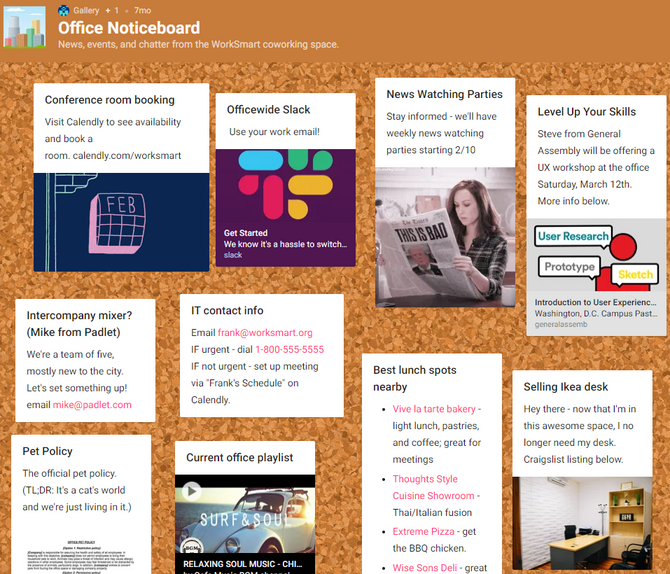 Gallery + 1 • 7mo
Office Noticeboard
News, events, and chatter from the WorkSmart coworking space.
Conference room booking
Visit Calendly to see availability
and book a
room. calendly.com/worksmart
FEB
Officewide Slack
Use your work email!
Get Started
We know it's a hassle to switch...
slack
News Watching Parties
Stay informed - we'll have
weekly news watching
parties starting 2/10
The Times
THIS IS BAD
Level Up Your Skills
Steve from General
Assembly will be offering a
UX workshop at the office
Saturday, March 12th.
More info below.
User Research
Prototype
Sketch
Introduction to User Experienc...
Washington, D.C. Campus Past...
generalassemb
Intercompany mixer?
(Mike from Padlet)
We're a team of five,
mostly new to the city.
Let's set something up!
email mike@padlet.com
IT contact info
Email frank@worksmart.org
IF urgent - dial 1-800-555-5555
IF not urgent - set up meeting
via "Frank's Schedule" on
Calendly.
Best lunch spots
nearby
• Vive la tarte bakery -
light lunch, pastries,
and coffee; great for
meetings
• Thoughts Style
Cuisine Showroom -
Thai/Italian fusion
• Extreme Pizza - get
the BBQ chicken.
• Wise Sons Deli - great
Selling Ikea desk
Hey there - now that I'm in
this awesome space, I no
longer need my desk.
Craigslist listing below.
Pet Policy
The official pet policy.
(TL;DR: It's a cat's world
and we're just living in it.)
OFFICE PET POLICY
Current office playlist
SURF & SOUL
BGM
RELAXING SOUL MUSIC - CHI...